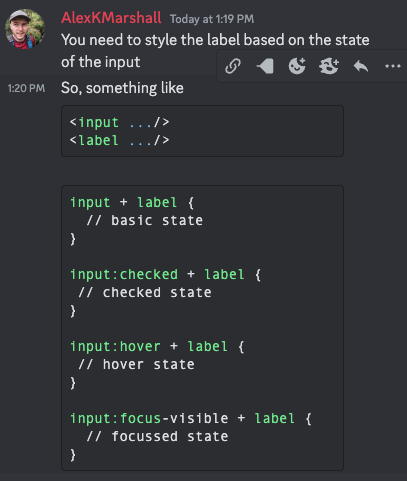 AlexKMarshall Today at 1:19 PM
You need to style the label based on the state
of the input
1:20 PM So, something like
<input .../>
<label .../>
input + label {
  // basic state
}
input:checked + label {
 // checked state
}
input:hover + label {
 // hover state
}
input:focus-visible + label {
  // focussed state
}